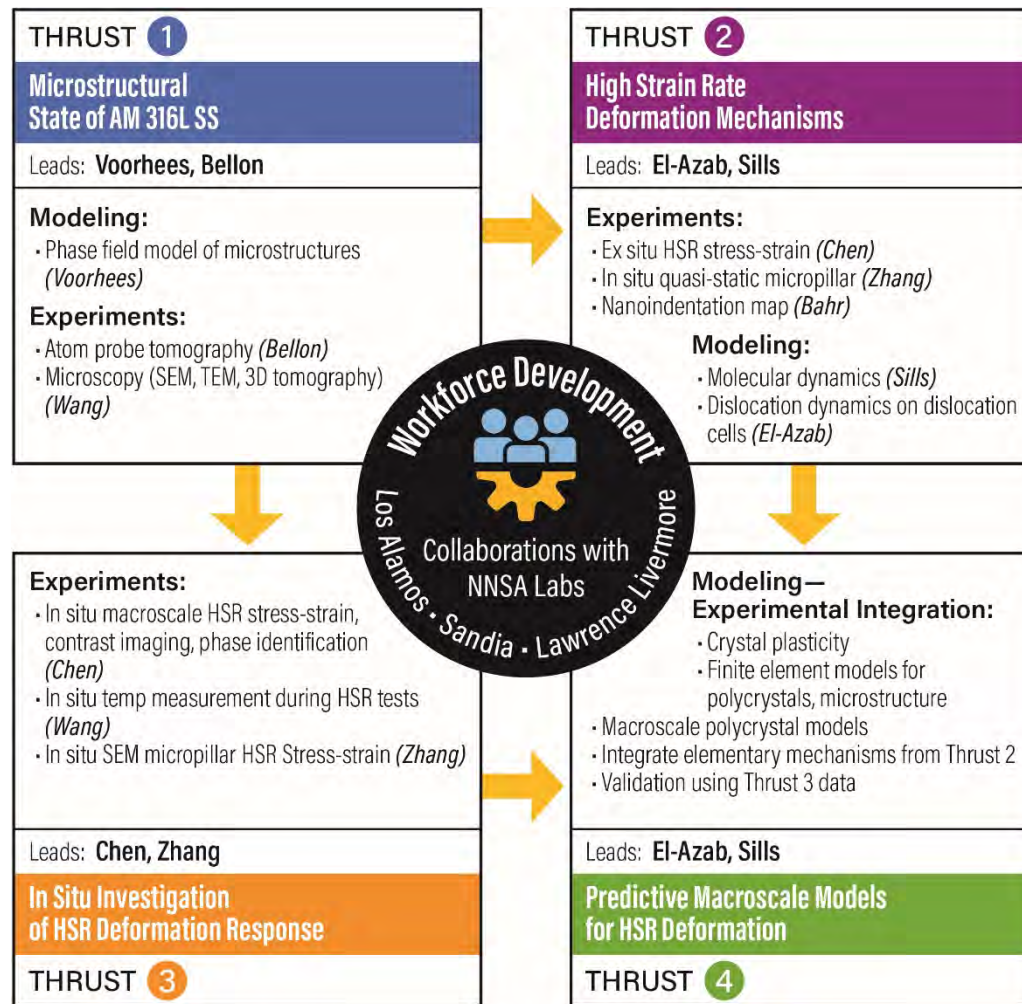 THRUST 1
Microstructural
State of AM 316L SS
Leads: Voorhees, Bellon
Modeling:
· Phase field model of microstructures
(Voorhees)
Experiments:
· Atom probe tomography (Bellon)
· Microscopy (SEM, TEM, 3D tomography)
(Wang)
THRUST 2
High Strain Rate
Deformation Mechanisms
Leads: El-Azab, Sills
Experiments:
· Ex situ HSR stress-strain (Chen)
· In situ quasi-static micropillar (Zhang)
· Nanoindentation map (Bahr)
Modeling:
· Molecular dynamics (Sills)
· Dislocation dynamics on dislocation
cells (El-Azab)
Workforce Development
Collaborations with
NNSA Labs
Los Alamos · Sandia · Lawrence Livermore
Experiments:
· In situ macroscale HSR stress-strain,
contrast imaging, phase identification
(Chen)
· In situ temp measurement during HSR tests
(Wang)
· In situ SEM micropillar HSR Stress-strain (Zhang)
Leads: Chen, Zhang
In Situ Investigation
of HSR Deformation Response
THRUST 3
Modeling—
Experimental Integration:
· Crystal plasticity
· Finite element models for
polycrystals, microstructure
· Macroscale polycrystal models
· Integrate elementary mechanisms from Thrust 2
· Validation using Thrust 3 data
Leads: El-Azab, Sills
Predictive Macroscale Models
for HSR Deformation
THRUST 4